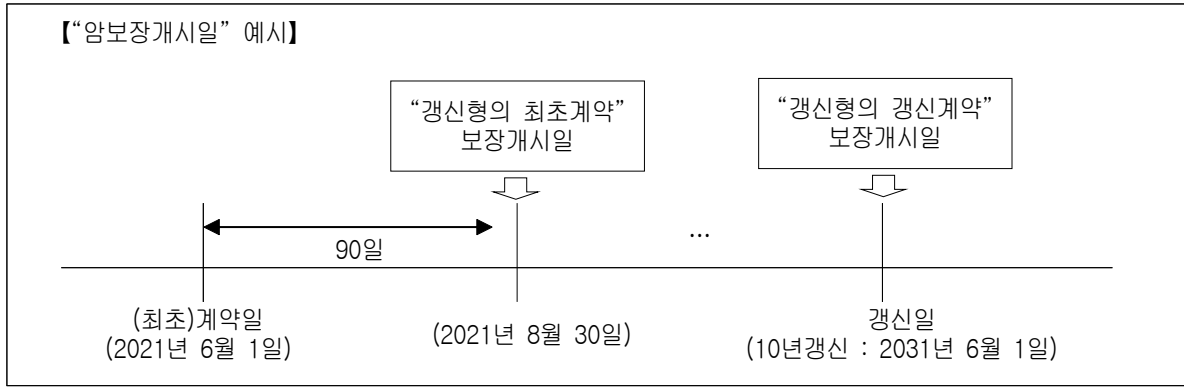 【“암보장개시일” 예시】
“갱신형의 최초계약”
보장개시일
“갱신형의 갱신계약”
보장개시일
90일
...
(최초)계약일
(2021년 6월 1일)
(2021년 8월 30일)
갱신일
(10년갱신 : 2031년 6월 1일)